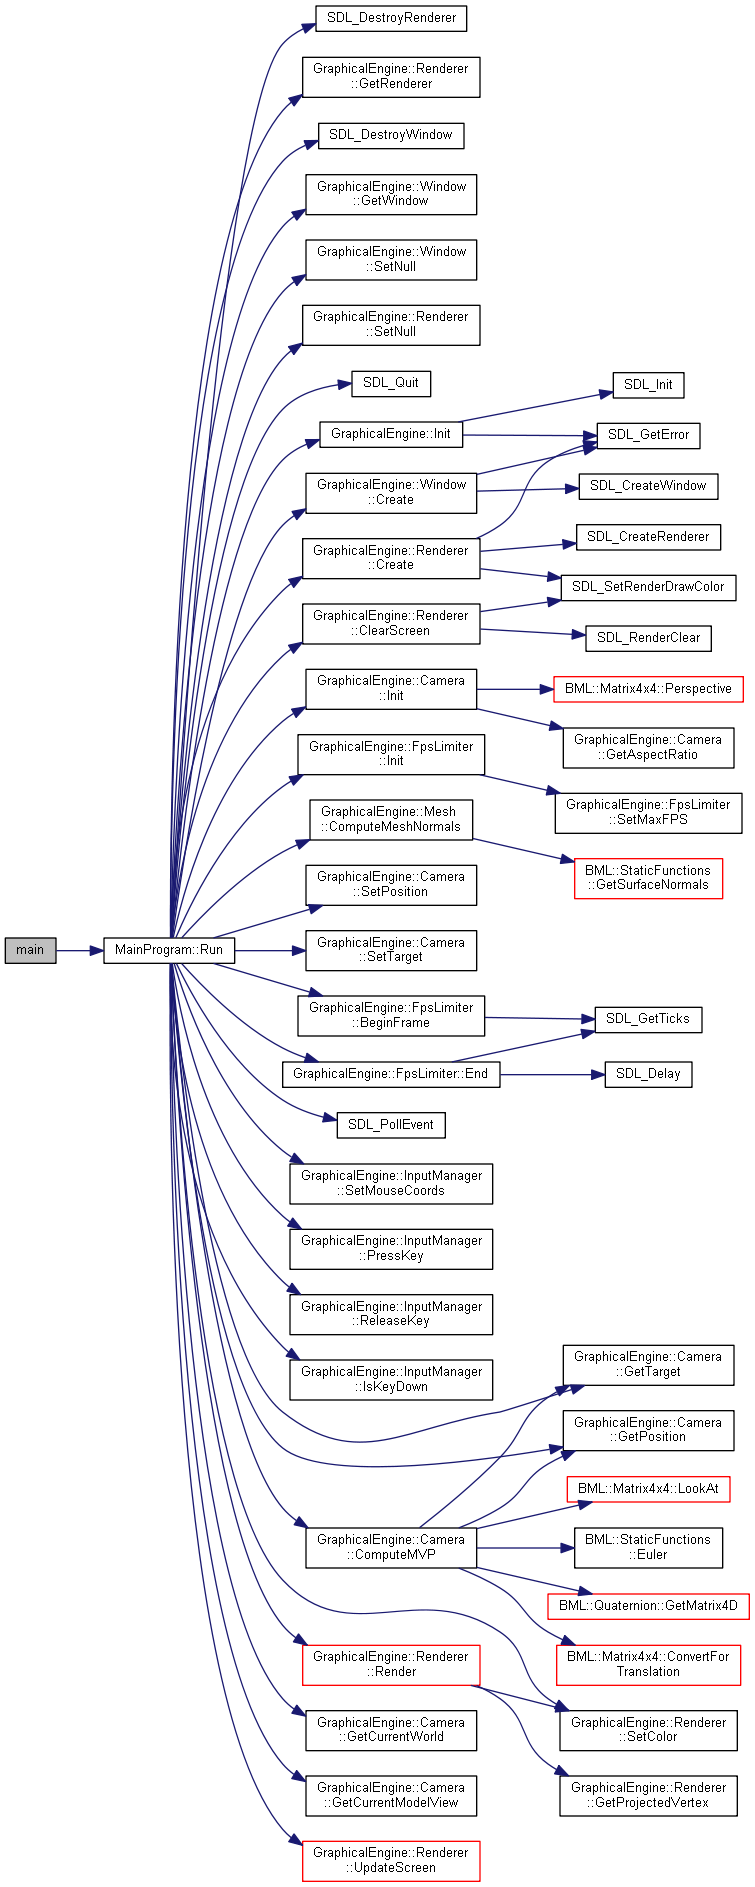 SDL_DestroyRenderer
GraphicalEngine::Renderer
::GetRenderer
SDL_DestroyWindow
GraphicalEngine::Window
::GetWindow
GraphicalEngine::Window
::SetNull
GraphicalEngine::Renderer
::SetNull
SDL_Quit
SDL_Init
GraphicalEngine::Init
SDL_GetError
GraphicalEngine::Window
::Create
SDL_CreateWindow
GraphicalEngine::Renderer
::Create
SDL_CreateRenderer
SDL_SetRenderDrawColor
GraphicalEngine::Renderer
::ClearScreen
SDL_RenderClear
GraphicalEngine::Camera
::Init
BML::Matrix4x4::Perspective
GraphicalEngine::Camera
::GetAspectRatio
GraphicalEngine::FpsLimiter
::Init
GraphicalEngine::FpsLimiter
::SetMaxFPS
GraphicalEngine::Mesh
::ComputeMeshNormals
BML::StaticFunctions
::GetSurfaceNormals
GraphicalEngine::Camera
::SetPosition
main
MainProgram::Run
GraphicalEngine::Camera
::SetTarget
GraphicalEngine::FpsLimiter
::BeginFrame
SDL_GetTicks
GraphicalEngine::FpsLimiter::End
SDL_Delay
SDL_PollEvent
GraphicalEngine::InputManager
::SetMouseCoords
GraphicalEngine::InputManager
::PressKey
GraphicalEngine::InputManager
::ReleaseKey
GraphicalEngine::InputManager
::IsKeyDown
GraphicalEngine::Camera
::GetTarget
GraphicalEngine::Camera
::GetPosition
BML::Matrix4x4::LookAt
GraphicalEngine::Camera
::ComputeMVP
BML::StaticFunctions
::Euler
BML::Quaternion::GetMatrix4D
GraphicalEngine::Renderer
::Render
BML::Matrix4x4::ConvertFor
Translation
GraphicalEngine::Camera
::GetCurrentWorld
GraphicalEngine::Renderer
::SetColor
GraphicalEngine::Camera
::GetCurrentModelView
GraphicalEngine::Renderer
::GetProjectedVertex
GraphicalEngine::Renderer
::UpdateScreen